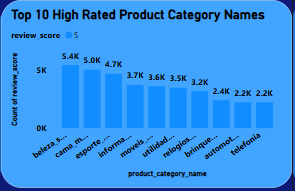 Top 10 High Rated Product Category Names
review_score 5
5.4K 5.0K 4.7K 3.7K 3.6K 3.5K 3.2K 2.4K 2.2K 2.2K
5K
0K
Count of review_score
beleza_s... cama_m... esporte_... informa... moveis_... utilidad... relogios... brinque... automot... telefonia
product_category_name